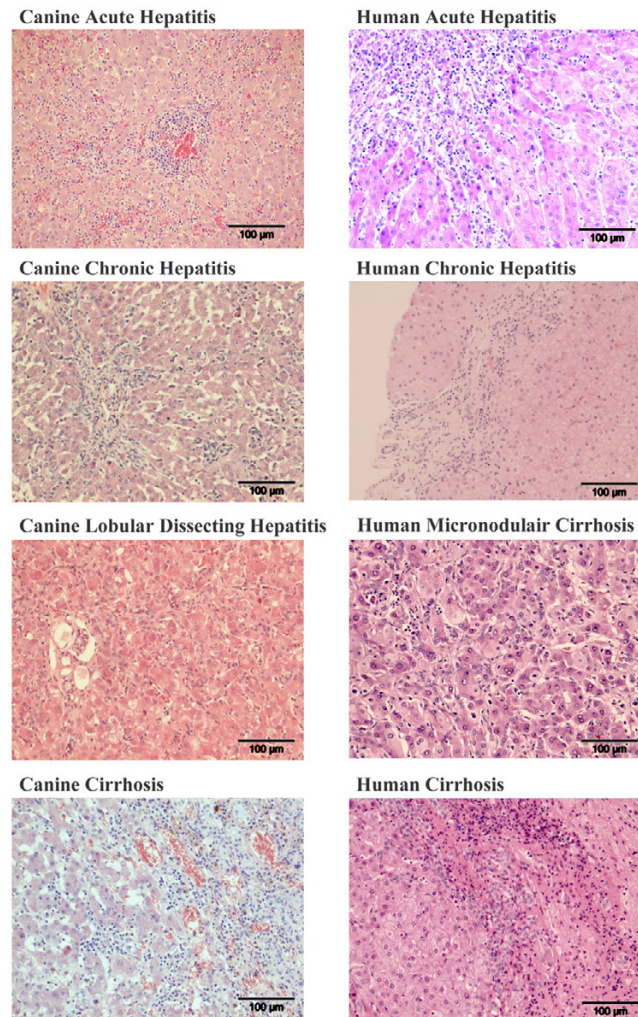 Canine Acute Hepatitis
Human Acute Hepatitis
100 µm
100 µm
Canine Chronic Hepatitis
Human Chronic Hepatitis
100 µm
100 µm
Canine Lobular Dissecting Hepatitis
Human Micronodulair Cirrhosis
100 µm
100 µm
Canine Cirrhosis
Human Cirrhosis
100 µm
100 µm